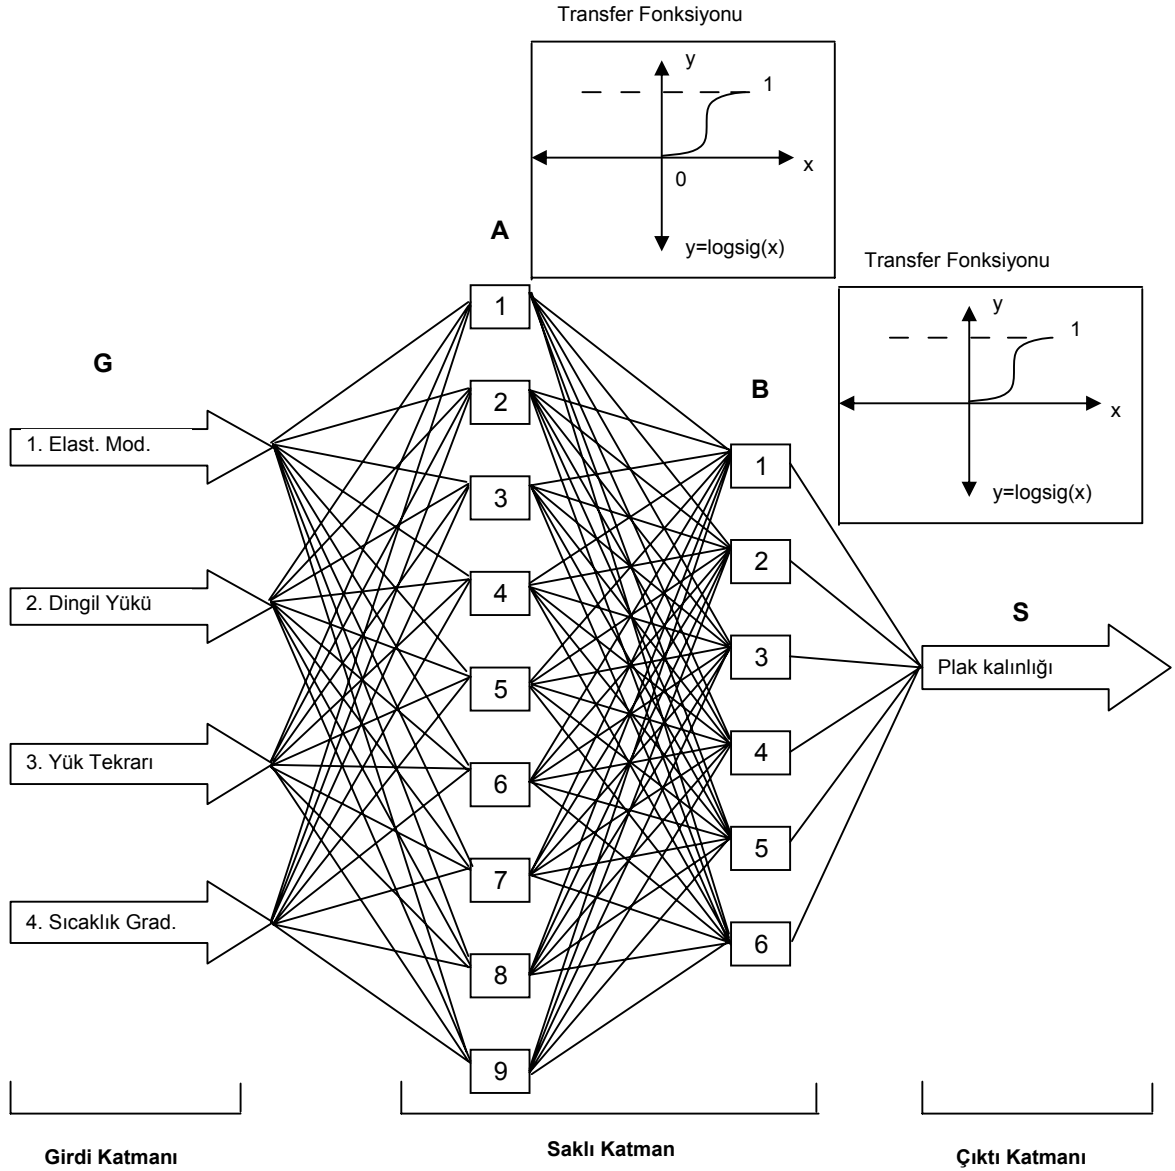 Transfer Fonksiyonu
y
1
x
0
y=logsig(x)
A
Transfer Fonksiyonu
y
1
x
y=logsig(x)
G
B
S
1. Elast. Mod.
2. Dingil Yükü
3. Yük Tekrarı
4. Sıcaklık Grad.
1
2
3
4
5
6
7
8
9
1
2
3
4
5
6
Plak kalınlığı
Girdi Katmanı
Saklı Katman
Çıktı Katmanı